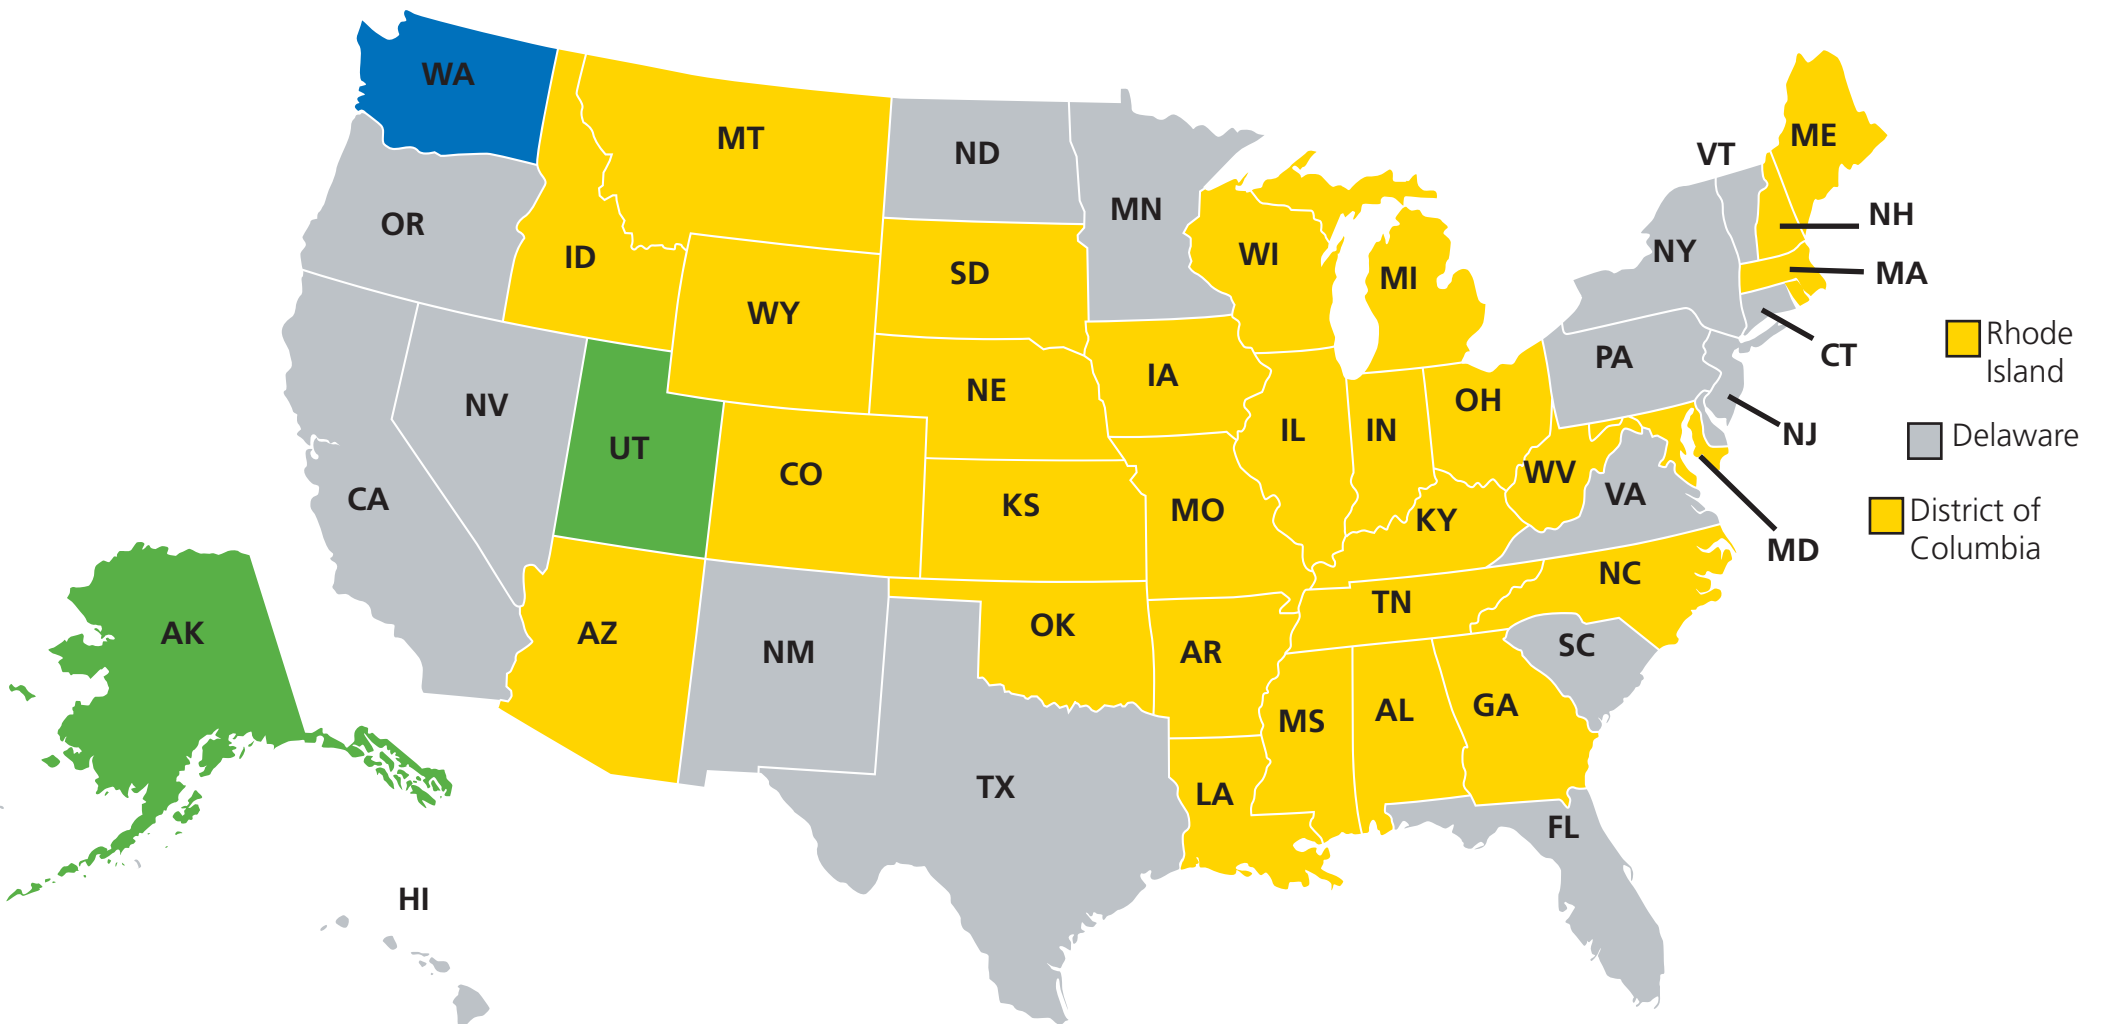 WA
MT
ND
MN
OR
ID
WY
SD
WI
MI
VT
ME
NH
NY
MA
CT
Rhode
Island
PA
NJ
Delaware
NV
UT
CO
NE
IA
IL
IN
OH
WV
VA
MD
District of
Columbia
CA
KS
MO
KY
NC
TN
AK
AZ
NM
OK
AR
SC
MS
AL
GA
TX
LA
FL
HI